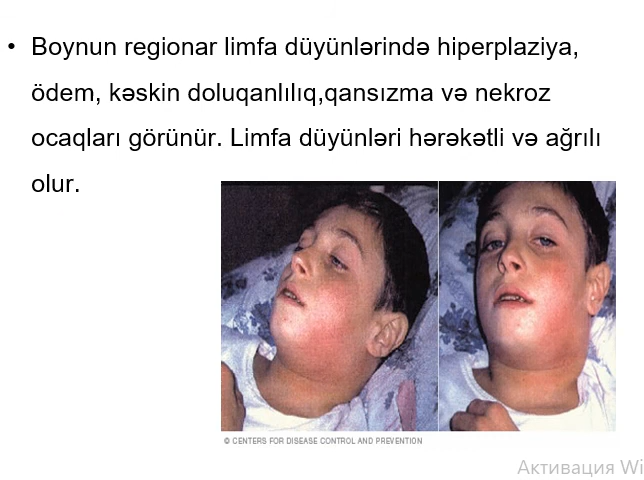 • Boynun regionar limfa düyünlərində hiperplaziya,
ödem, kəskin doluqanlılıq,qansızma və nekroz
ocaqları görünür. Limfa düyünləri hərəkətli və ağrılı
olur.
© CENTERS FOR DISEASE CONTROL AND PREVENTION
Активация Wi